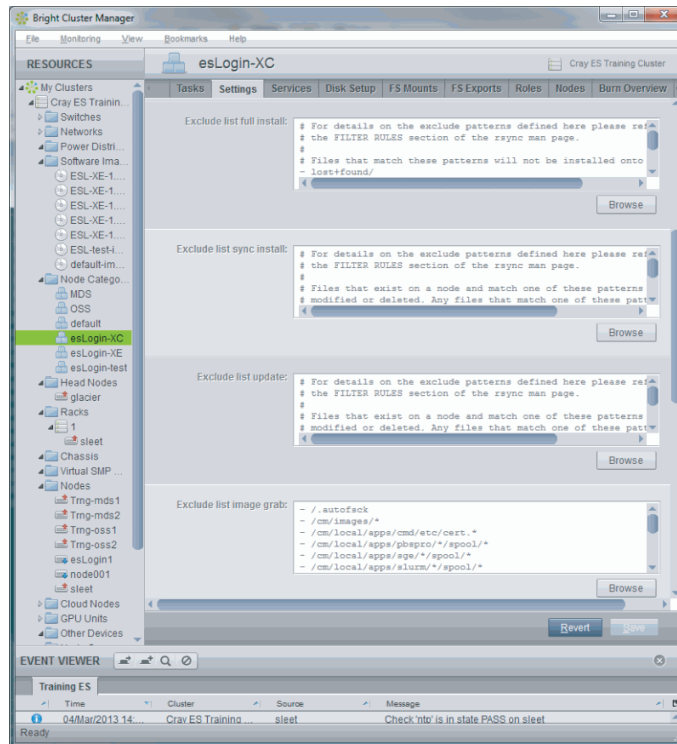 Bright Cluster Manager
File Monitoring View Bookmarks Help
RESOURCES
esLogin-XC
Cray ES Training Cluster
My Clusters
Cray ES Trainin...
Switches
Networks
Power Distri...
Software Ima...
ESL-XE-1....
ESL-XE-1....
ESL-XE-1....
ESL-XE-1....
ESL-XE-1....
ESL-test-i...
default-im...
Node Catego...
MDS
OSS
default
esLogin-XC
esLogin-XE
esLogin-test
Head Nodes
glacier
Racks
1
sleet
Chassis
Virtual SMP ...
Nodes
Trng-mds1
Trng-mds2
Trng-oss1
Trng-oss2
esLogin1
node001
sleet
Cloud Nodes
GPU Units
Other Devices
Tasks Settings Services Disk Setup FS Mounts FS Exports Roles Nodes Burn Overview
Exclude list full install:
# For details on the exclude patterns defined here please ref
# the FILTER RULES section of the rsync man page.
#
# Files that match these patterns will not be installed onto
- lost+found/
Browse
Exclude list sync install:
# For details on the exclude patterns defined here please ref
# the FILTER RULES section of the rsync man page.
#
# Files that exist on a node and match one of these patterns
# modified or deleted. Any files that match one of these patt
Browse
Exclude list update:
# For details on the exclude patterns defined here please ref
# the FILTER RULES section of the rsync man page.
#
# Files that exist on a node and match one of these patterns
# modified or deleted. Any files that match one of these patt
Browse
Exclude list image grab:
- /.autofsck
- /cm/images/*
- /cm/local/apps/cmd/etc/cert.*
- /cm/local/apps/pbspro/*/spool/*
- /cm/local/apps/sge/*/spool/*
- /cm/local/apps/slurm/*/spool/*
Browse
Revert Save
EVENT VIEWER
Training ES
Time Cluster Source Message
04/Mar/2013 14:... Cray ES Training ... sleet Check 'ntp' is in state PASS on sleet
Ready